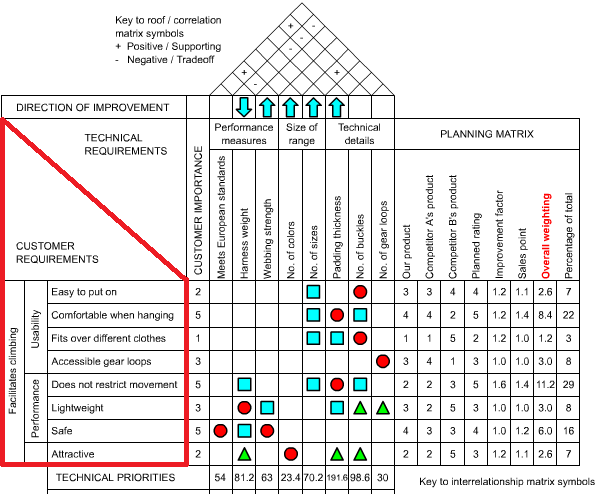 Key to roof / correlation
matrix symbols
+ Positive / Supporting
- Negative / Tradeoff
+ -
-
+ + -
-
DIRECTION OF IMPROVEMENT
TECHNICAL
REQUIREMENTS
CUSTOMER
REQUIREMENTS
CUSTOMER IMPORTANCE
Performance
measures
Size of
range
Technical
details
PLANNING MATRIX
Meets European standards
Harness weight
Webbing strength
No. of colors
No. of sizes
Padding thickness
No. of buckles
No. of gear loops
Our product
Competitor A's product
Competitor B's product
Planned rating
Improvement factor
Sales point
Overall weighting
Percentage of total
Facilitates climbing
Usability
Easy to put on 2 3 3 4 4 1.2 1.1 2.6 7
Comfortable when hanging 5 4 4 2 5 1.2 1.4 8.4 22
Fits over different clothes 1 1 5 2 1.2 1.0 1.2 3
Accessible gear loops 3 3 4 1 3 1.0 1.0 3.0 8
Performance
Does not restrict movement 5 2 2 3 5 1.6 1.4 11.2 29
Lightweight 3 3 2 5 3 1.0 1.0 3.0 8
Safe 5 4 3 3 4 1.0 1.2 6.0 16
Attractive 2 2 2 5 3 1.2 1.1 2.6 7
TECHNICAL PRIORITIES 54 81.2 63 23.4 70.2 191.6 98.6 30
Key to interrelationship matrix symbols